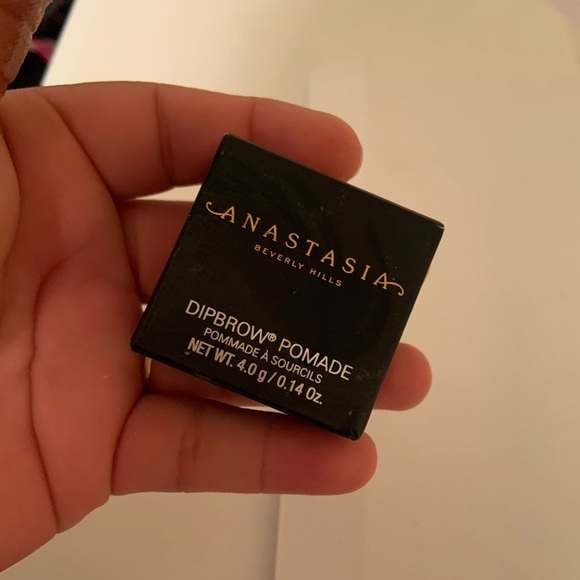 ANASTASIA
BEVERLY HILLS
DIPBROW® POMADE
POMMADE À SOURCILS
NET WT. 4.0 g / 0.14 Oz.